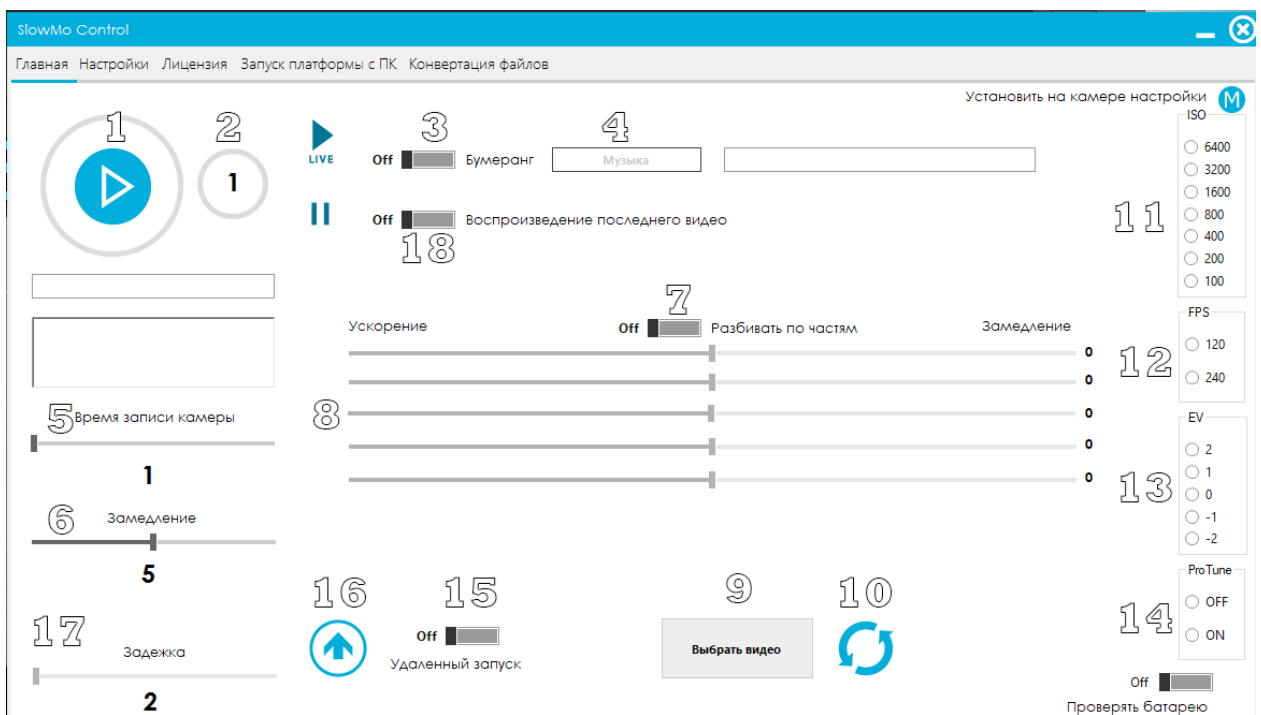 SlowMo Control
Главная Настройки Лицензия Запуск платформы с ПК Конвертация файлов
Установить на камере настройки M
1 2 3 4
1
LIVE Off Бумеранг Музыка
Off Воспроизведение последнего видео
18
11
ISO
6400
3200
1600
800
400
200
100
7
Ускорение Off Разбивать по частям Замедление
0
0
0
0
0
8
12
FPS
120
240
5 Время записи камеры
1
6 Замедление
5
13
EV
2
1
0
-1
-2
16 15 9 10
Off
Удаленный запуск
Выбрать видео
14
ProTune
OFF
ON
17
Задежка
2
Off
Проверять батарею